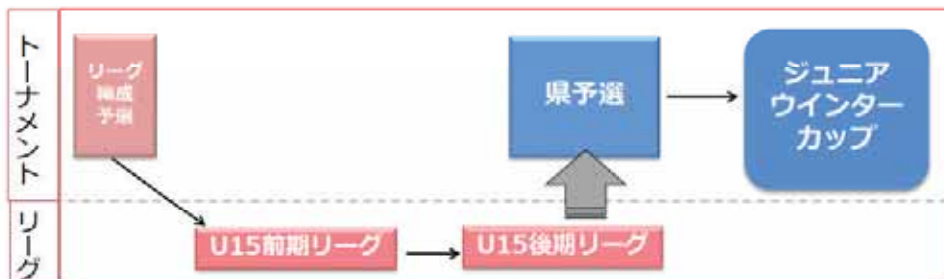 トーナメント
リーグ
編成
予選
県予選
ジュニア
ウインター
カップ
リーグ
U15前期リーグ
U15後期リーグ